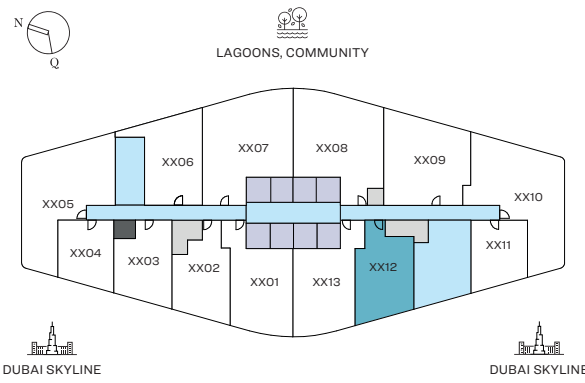 N
Q
LAGOONS, COMMUNITY
XX07
XX08
XX06
XX09
XX05
XX10
XX04
XX03
XX02
XX01
XX13
XX12
XX11
DUBAI SKYLINE
DUBAI SKYLINE